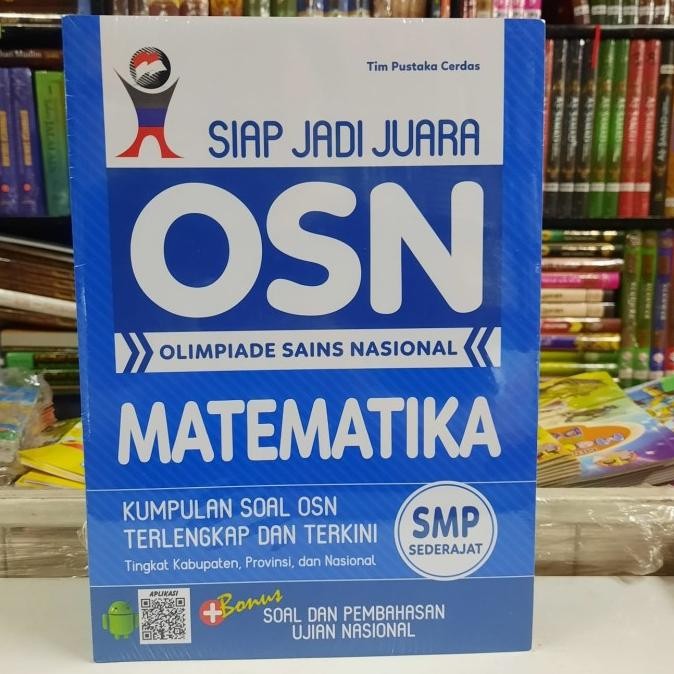 Tim Pustaka Cerdas
SIAP JADI JUARA
OSN
OLIMPIADE SAINS NASIONAL
MATEMATIKA
KUMPULAN SOAL OSN
TERLENGKAP DAN TERKINI
Tingkat Kabupaten, Provinsi, dan Nasional
SMP
SEDERAJAT
APLIKASI
+Bonus
SOAL DAN PEMBAHASAN
UJIAN NASIONAL